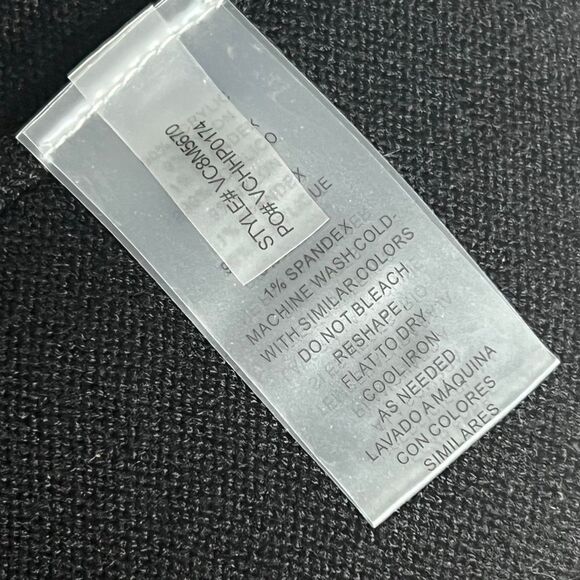 STYLE# VC8M5670
PO# VCHHP0174
1% SPANDEX
MACHINE WASH,COLD-
WITH SIMILAR COLORS
DO NOT BLEACH
RESHAPE
FLAT TO DRY
COOL IRON
AS NEEDED
LAVADO A MÁQUINA
CON COLORES
SIMILARES